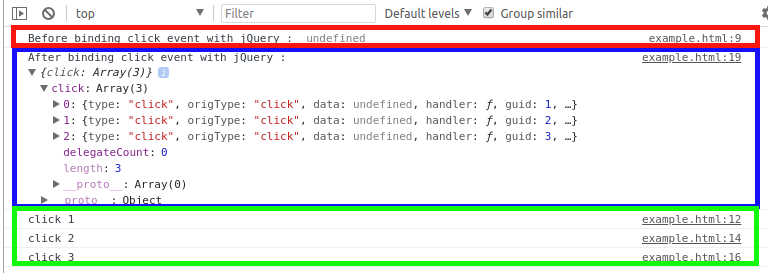 top Filter Default levels Group similar
Before binding click event with jQuery : undefined example.html:9
After binding click event with jQuery : example.html:19
{click: Array(3)} i
click: Array(3)
0: {type: "click", origType: "click", data: undefined, handler: ƒ, guid: 1, …}
1: {type: "click", origType: "click", data: undefined, handler: ƒ, guid: 2, …}
2: {type: "click", origType: "click", data: undefined, handler: ƒ, guid: 3, …}
delegateCount: 0
length: 3
__proto__: Array(0)
__proto__: Object
click 1 example.html:12
click 2 example.html:14
click 3 example.html:16